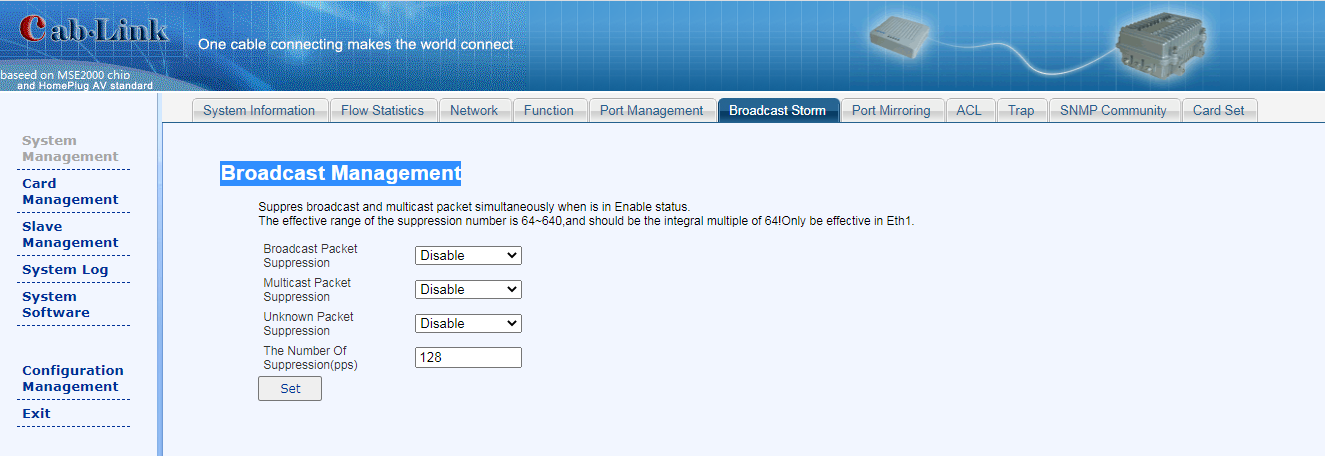 Cab-Link
One cable connecting makes the world connect
baseed on MSE2000 chip
and HomePlug AV standard
System Information
Flow Statistics
Network
Function
Port Management
Broadcast Storm
Port Mirroring
ACL
Trap
SNMP Community
Card Set
System
Management
Card
Management
Slave
Management
System Log
System
Software
Configuration
Management
Exit
Broadcast Management
Suppres broadcast and multicast packet simultaneously when is in Enable status.
The effective range of the suppression number is 64~640,and should be the integral multiple of 64!Only be effective in Eth1.
Broadcast Packet
Suppression
Disable
Multicast Packet
Suppression
Disable
Unknown Packet
Suppression
Disable
The Number Of
Suppression(pps)
128
Set